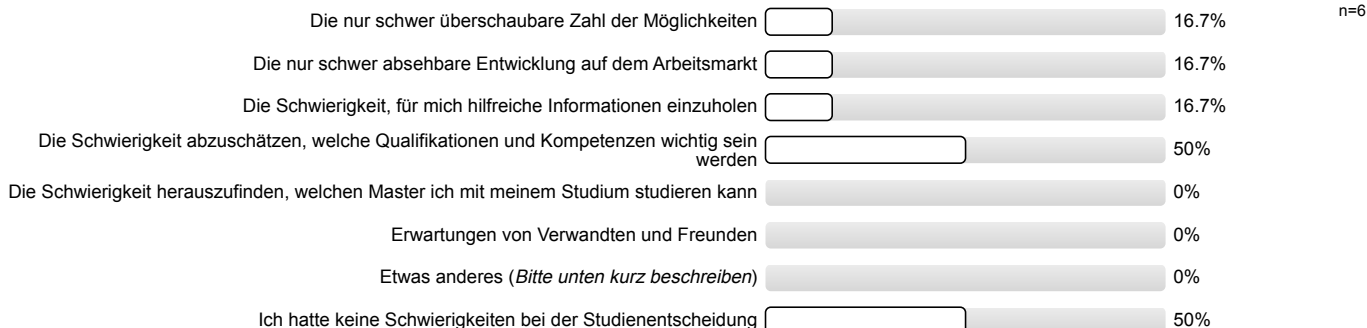 Die nur schwer überschaubare Zahl der Möglichkeiten 16.7% n=6
Die nur schwer absehbare Entwicklung auf dem Arbeitsmarkt 16.7%
Die Schwierigkeit, für mich hilfreiche Informationen einzuholen 16.7%
Die Schwierigkeit abzuschätzen, welche Qualifikationen und Kompetenzen wichtig sein
werden 50%
Die Schwierigkeit herauszufinden, welchen Master ich mit meinem Studium studieren kann 0%
Erwartungen von Verwandten und Freunden 0%
Etwas anderes (Bitte unten kurz beschreiben) 0%
Ich hatte keine Schwierigkeiten bei der Studienentscheidung 50%